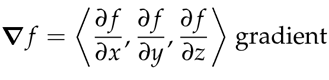 ∇f = ⟨∂f/∂x, ∂f/∂y, ∂f/∂z⟩ gradient